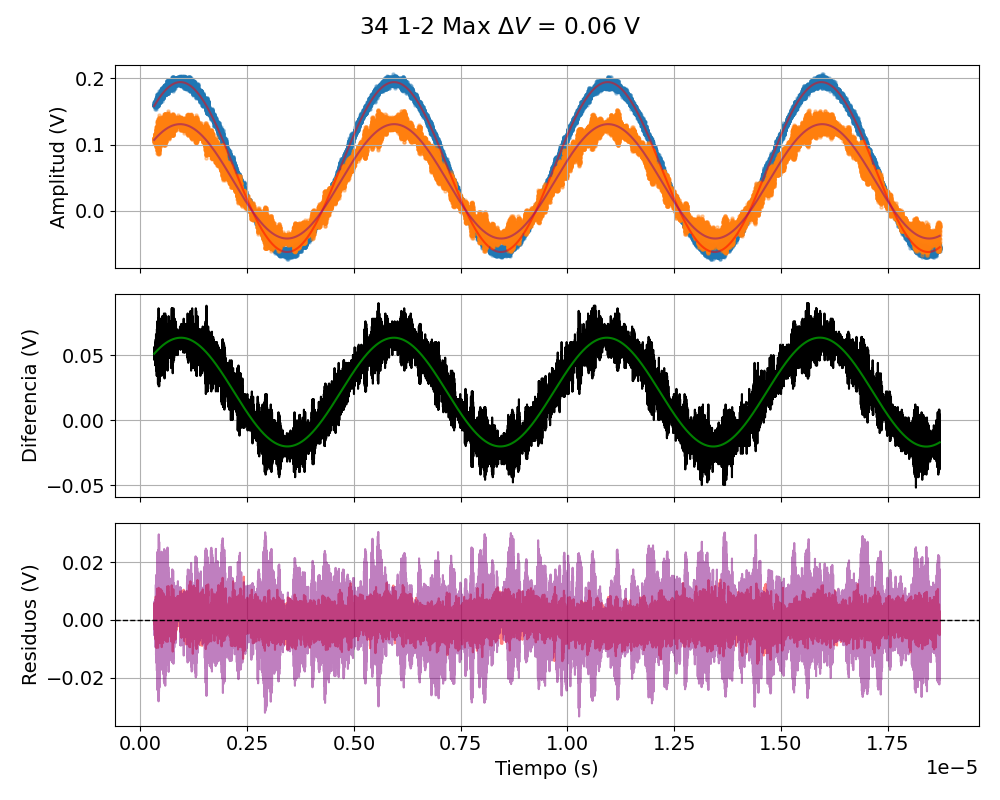 34 1-2 Max ΔV = 0.06 V
Amplitud (V)
0.2
0.1
0.0
Diferencia (V)
0.05
0.00
−0.05
Residuos (V)
0.02
0.00
−0.02
0.00 0.25 0.50 0.75 1.00 1.25 1.50 1.75
1e−5
Tiempo (s)